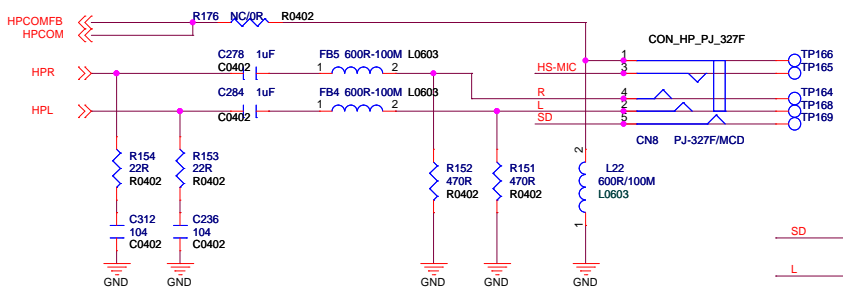 HPCOMFB
HPCOM
R176 NC/0R R0402
CON_HP_PJ_327F
C278 1uF
C0402
FB5 600R-100M L0603
1 2
HPR
HS-MIC
1
3
TP166
TP165
C284 1uF
C0402
FB4 600R-100M L0603
1 2
HPL
R
L
SD
4
2
5
TP164
TP168
TP169
CN8 PJ-327F/MCD
R154
22R
R0402
R153
22R
R0402
R152
470R
R0402
R151
470R
R0402
2
L22
600R/100M
L0603
1
C312
104
C0402
C236
104
C0402
SD
L
GND
GND
GND
GND
GND